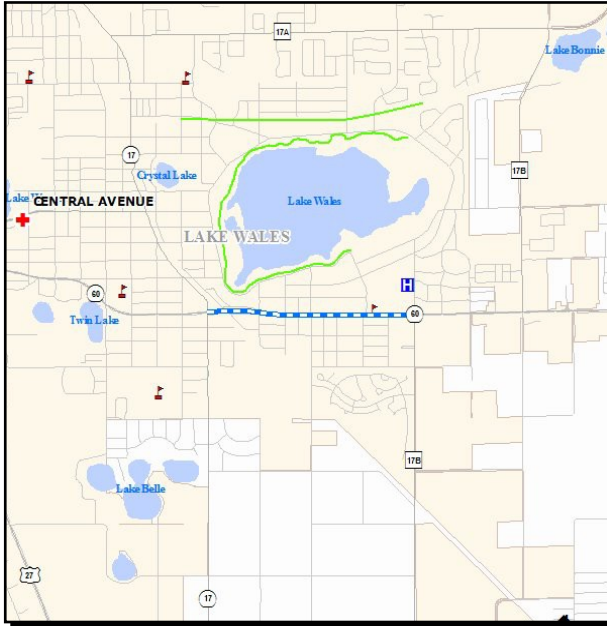 17A
Lake Bonnie
17
17B
Crystal Lake
Lake W
CENTRAL AVENUE
Lake Wales
LAKE WALES
H
60
60
Twin Lake
17B
Lake Belle
27
17